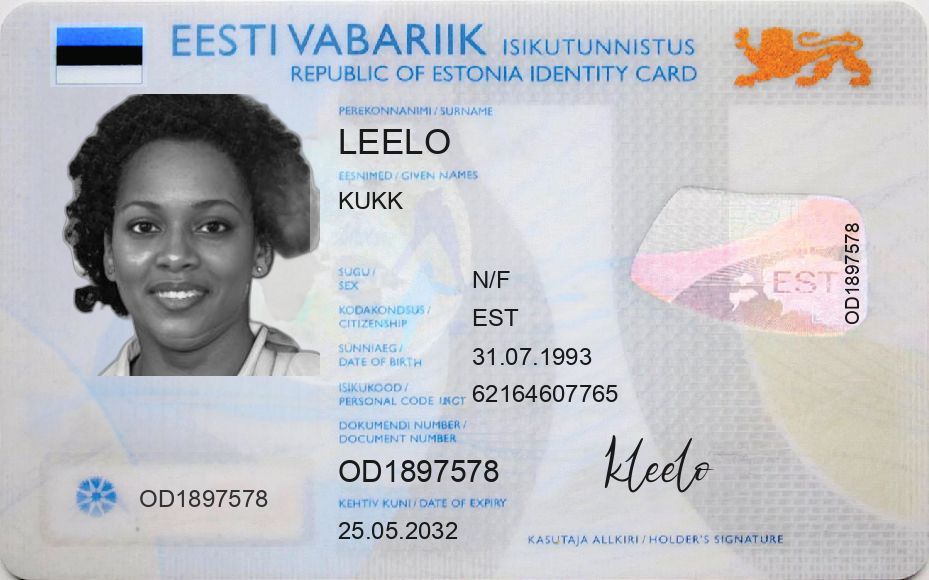 EESTI VABARIIK ISIKUTUNNISTUS
REPUBLIC OF ESTONIA IDENTITY CARD
PEREKONNANIMI / SURNAME
LEELO
EESNIMED / GIVEN NAMES
KUKK
SUGU /
SEX
N/F
KODAKONDSUS /
CITIZENSHIP
EST
SÜNNIAEG /
DATE OF BIRTH
31.07.1993
ISIKUKOOD /
PERSONAL CODE
62164607765
DOKUMENDI NUMBER /
DOCUMENT NUMBER
OD1897578
KEHTIV KUNI / DATE OF EXPIRY
25.05.2032
OD1897578
EST
OD1897578
kleelo
KASUTAJA ALLKIRI / HOLDER'S SIGNATURE